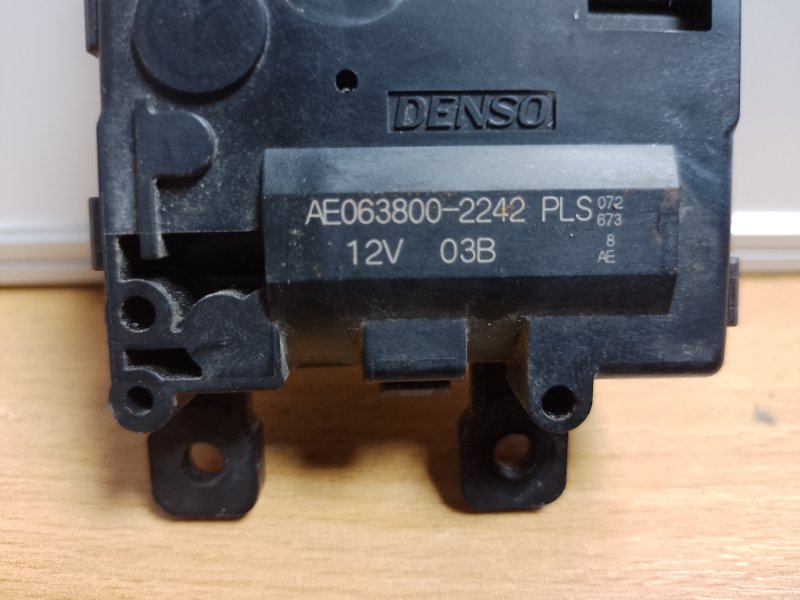 DENSO
AE063800-2242 PLS 072
673
12V 03B 8
AE